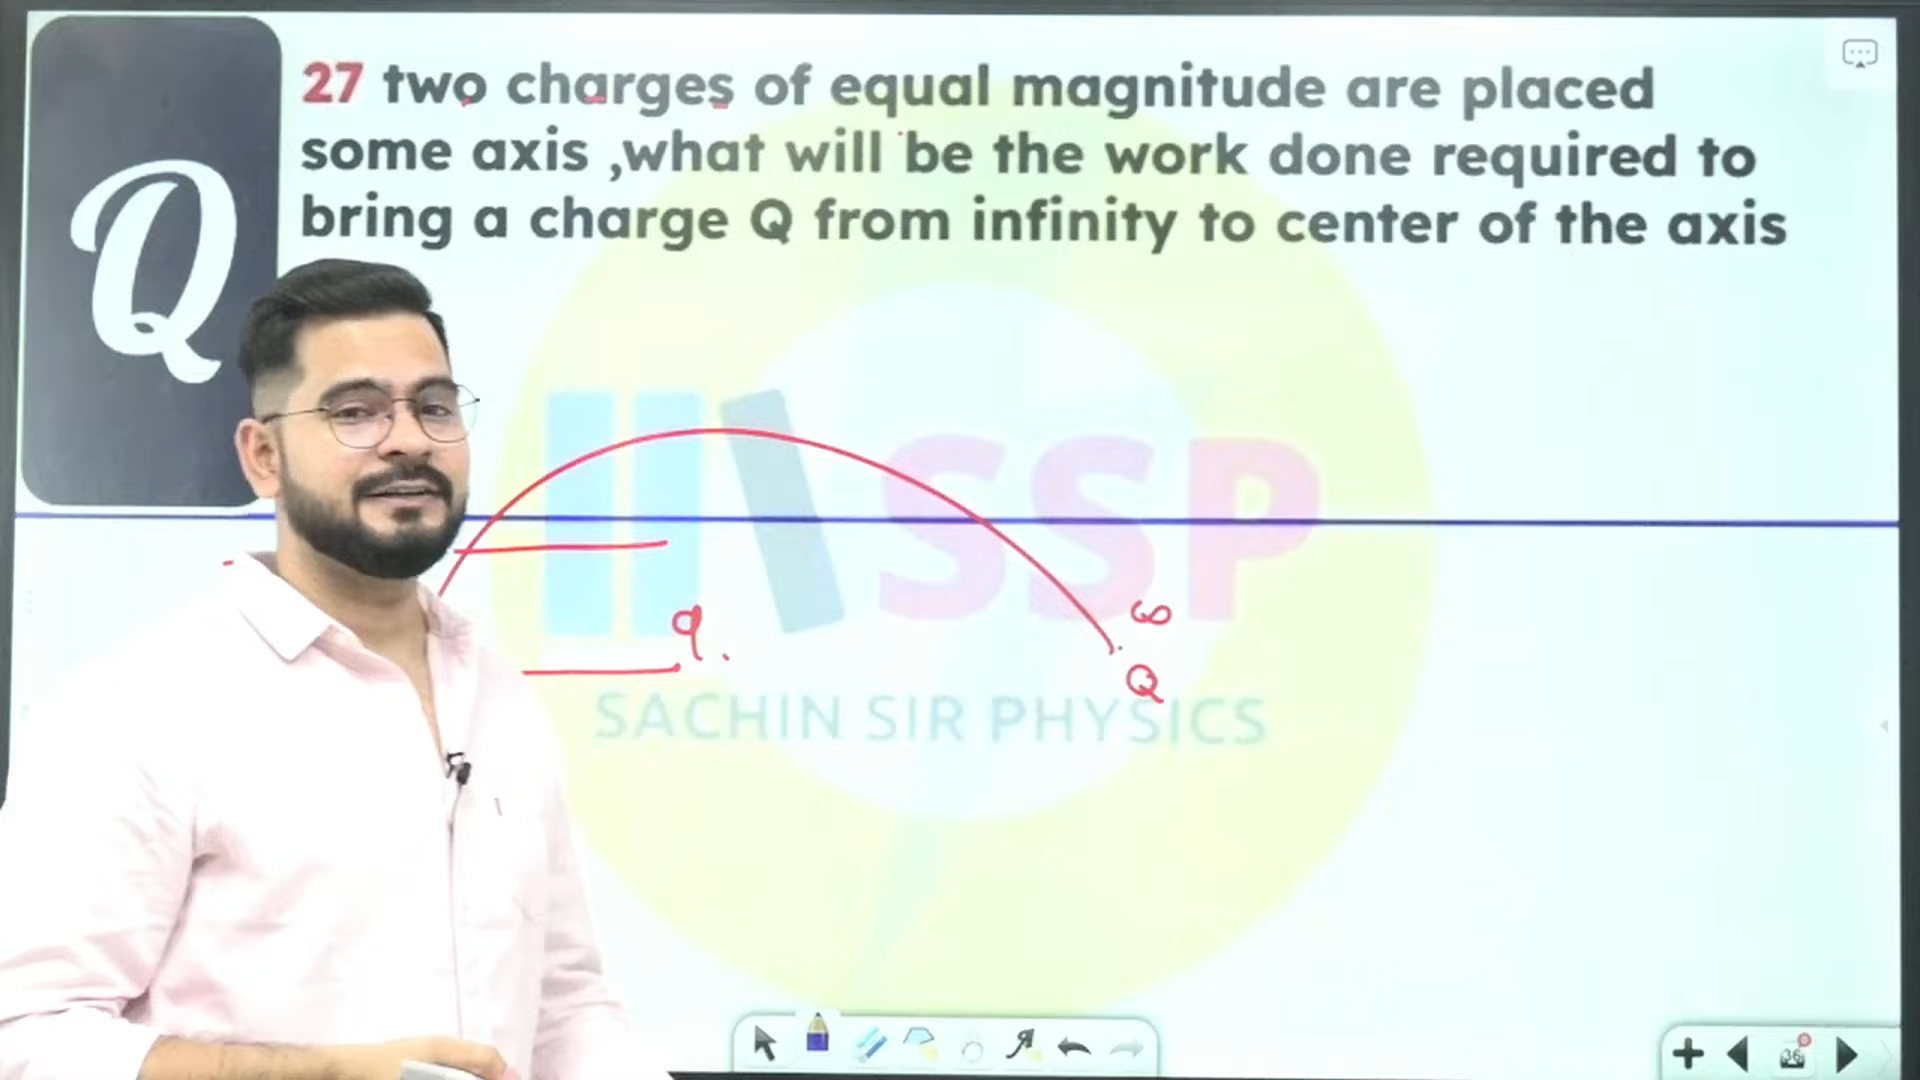 Q
27 two charges of equal magnitude are placed
some axis ,what will be the work done required to
bring a charge Q from infinity to center of the axis
SSP
q.
∞
Q
SACHIN SIR PHYSICS
36